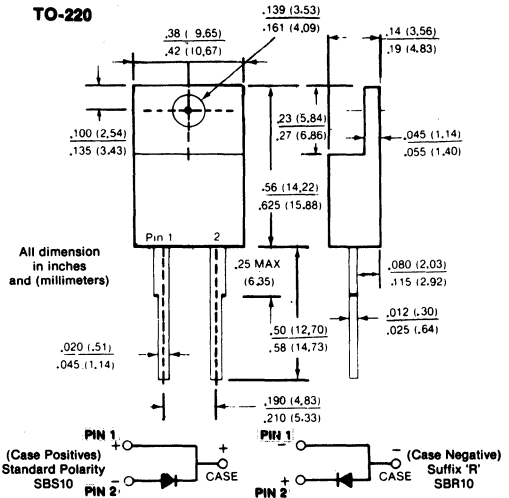 TO-220
.38 ( 9.65)
.42 (10,67)
.139 (3.53)
.161 (4,09)
.14 (3,56)
.19 (4.83)
.100 (2,54)
.135 (3.43)
.23 (5,84)
.27 (6.86)
.045 (1.14)
.055 (1.40)
.56 (14,22)
.625 (15.88)
Pin 1
2
All dimension
in inches
and (millimeters)
.25 MAX
(6.35)
.080 (2.03)
.115 (2.92)
.012 (.30)
.025 (.64)
.50 (12,70)
.58 (14,73)
.020 (.51)
.045 (1.14)
.190 (4,83)
.210 (5.33)
PIN 1
+
(Case Positives)
Standard Polarity
SBS10
+
CASE
PIN 2
−
PIN 1
−
−
CASE
(Case Negative)
Suffix 'R'
SBR10
PIN 2
+